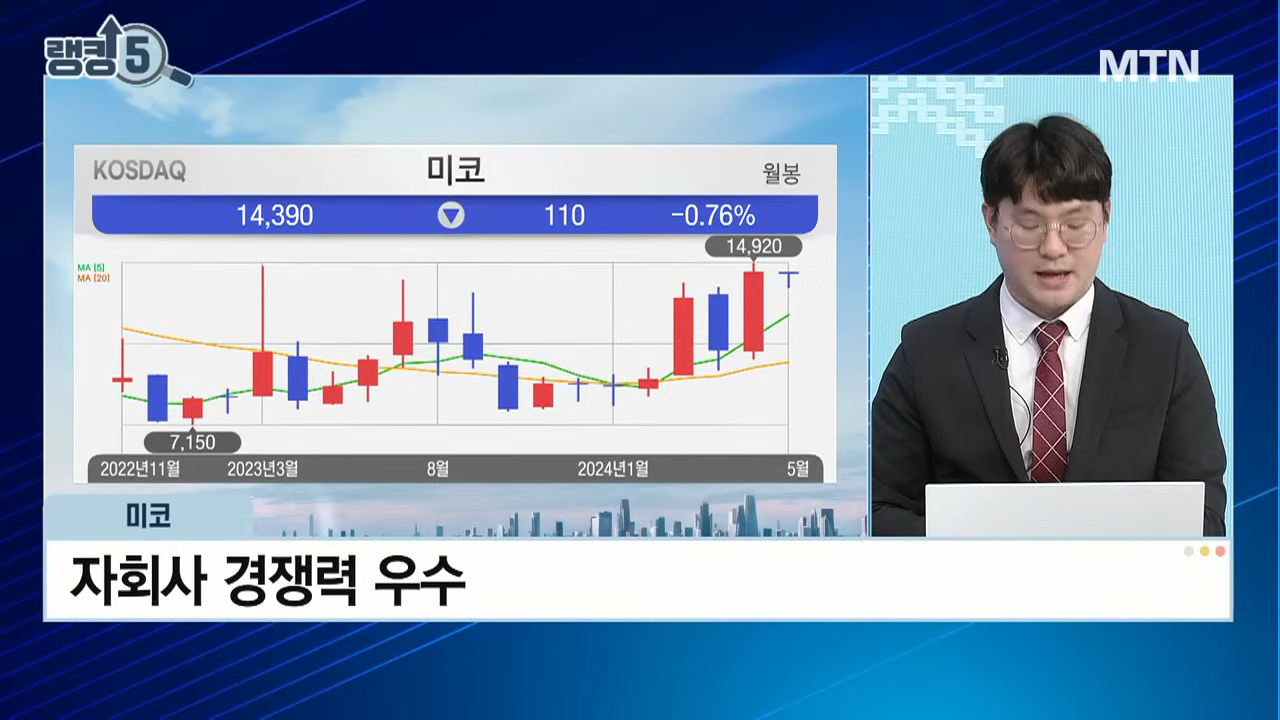 랭킹5
MTN
KOSDAQ 미코 월봉
14,390 110 -0.76%
14,920
MA [5]
MA [20]
7,150
2022년11월 2023년3월 8월 2024년1월 5월
미코
자회사 경쟁력 우수